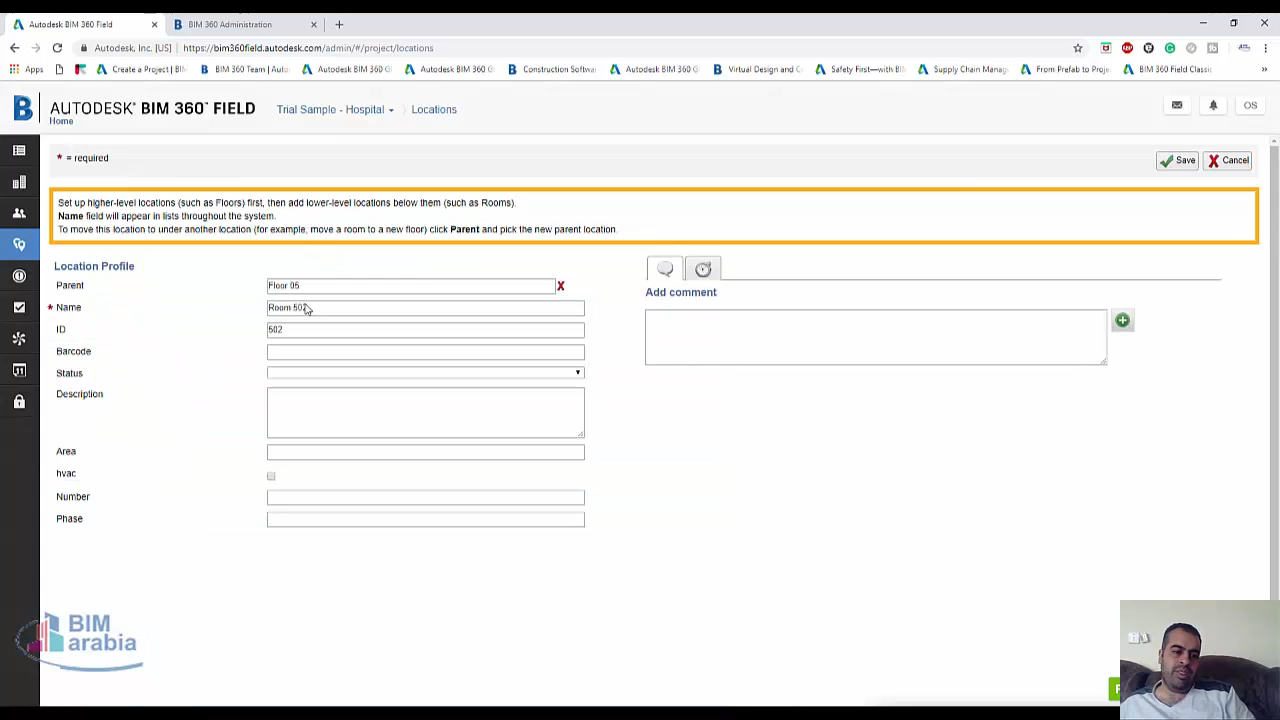 Autodesk BIM 360 Field
BIM 360 Administration
Autodesk, Inc. [US] https://bim360field.autodesk.com/admin/#/project/locations
Apps Create a Project | BIM BIM 360 Team | Auto Autodesk BIM 360 Gl Autodesk BIM 360 G Construction Softwa Autodesk BIM 360 Gl Virtual Design and C Safety First—with BIM Supply Chain Manag From Prefab to Proje BIM 360 Field Classic
AUTODESK® BIM 360™ FIELD
Trial Sample - Hospital
Locations
OS
Home
* = required
Save
Cancel
Set up higher-level locations (such as Floors) first, then add lower-level locations below them (such as Rooms).
Name field will appear in lists throughout the system.
To move this location to under another location (for example, move a room to a new floor) click Parent and pick the new parent location.
Location Profile
Parent Floor 05
* Name Room 502
ID 502
Barcode
Status
Description
Area
hvac
Number
Phase
Add comment
BIM
arabia